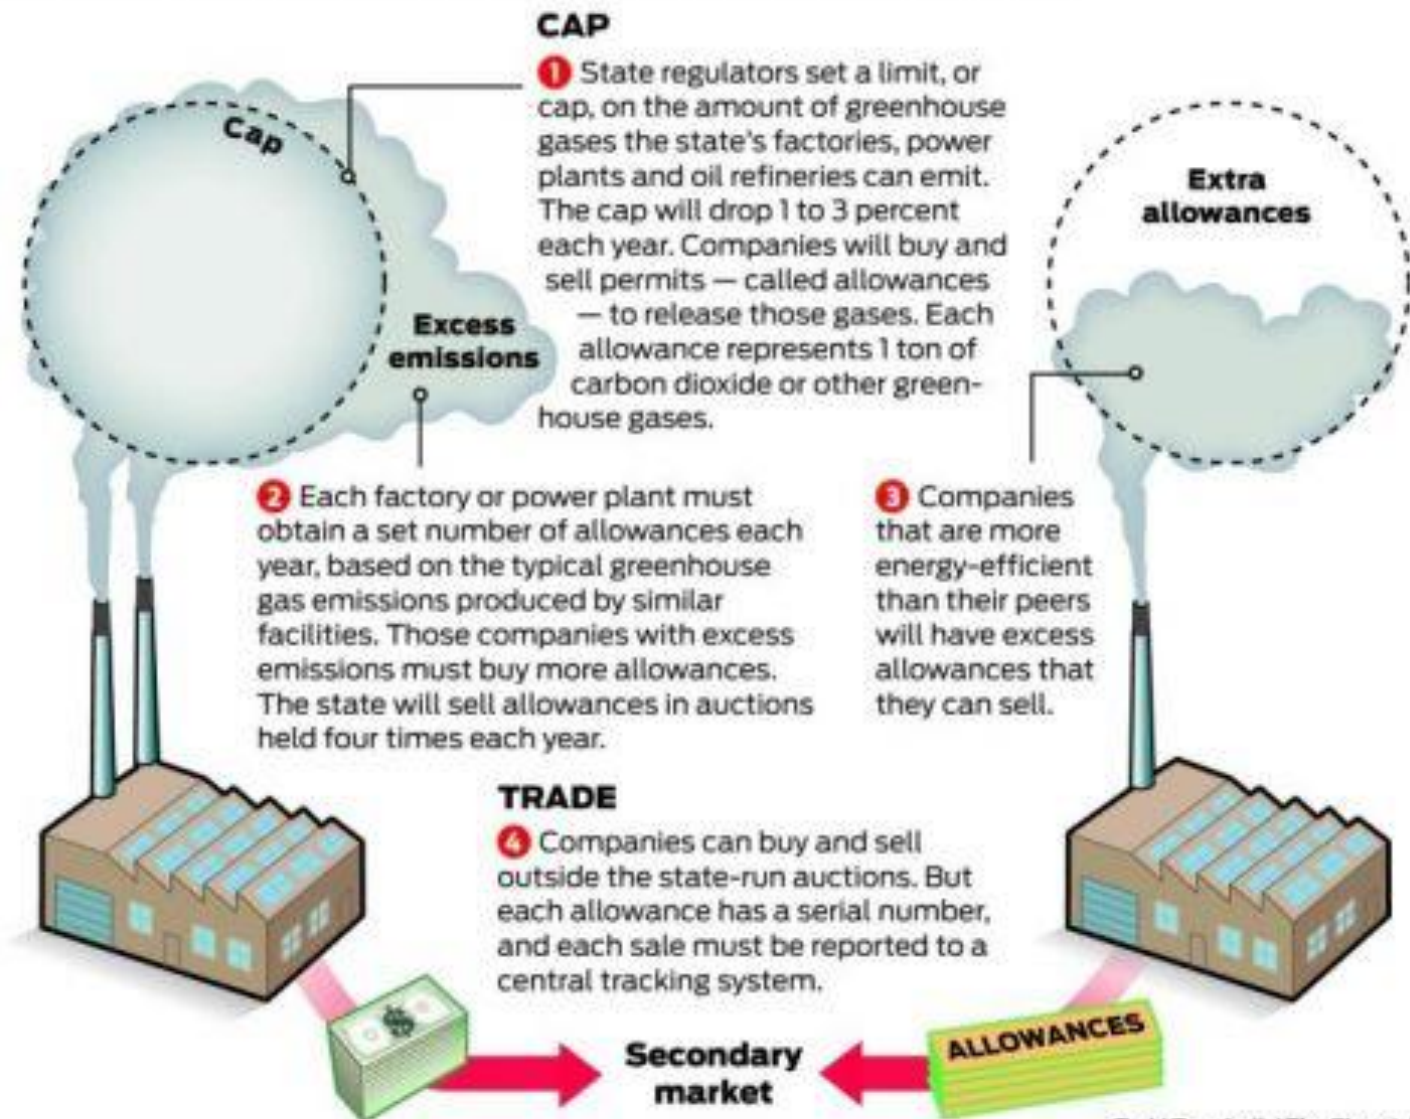 CAP
1 State regulators set a limit, or
cap, on the amount of greenhouse
gases the state's factories, power
plants and oil refineries can emit.
The cap will drop 1 to 3 percent
each year. Companies will buy and
sell permits — called allowances
— to release those gases. Each
allowance represents 1 ton of
carbon dioxide or other green-
house gases.
Cap
Excess
emissions
Extra
allowances
2 Each factory or power plant must
obtain a set number of allowances each
year, based on the typical greenhouse
gas emissions produced by similar
facilities. Those companies with excess
emissions must buy more allowances.
The state will sell allowances in auctions
held four times each year.
3 Companies
that are more
energy-efficient
than their peers
will have excess
allowances that
they can sell.
TRADE
4 Companies can buy and sell
outside the state-run auctions. But
each allowance has a serial number,
and each sale must be reported to a
central tracking system.
$
Secondary
market
ALLOWANCES